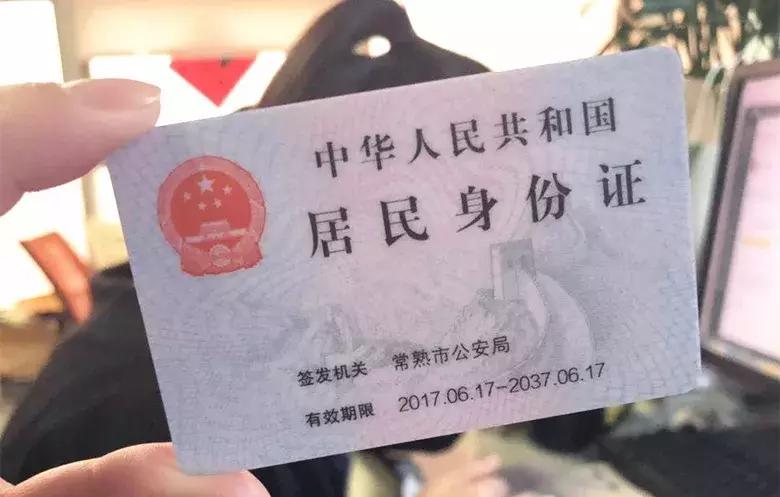 中华人民共和国
居民身份证
签发机关 常熟市公安局
有效期限 2017.06.17-2037.06.17